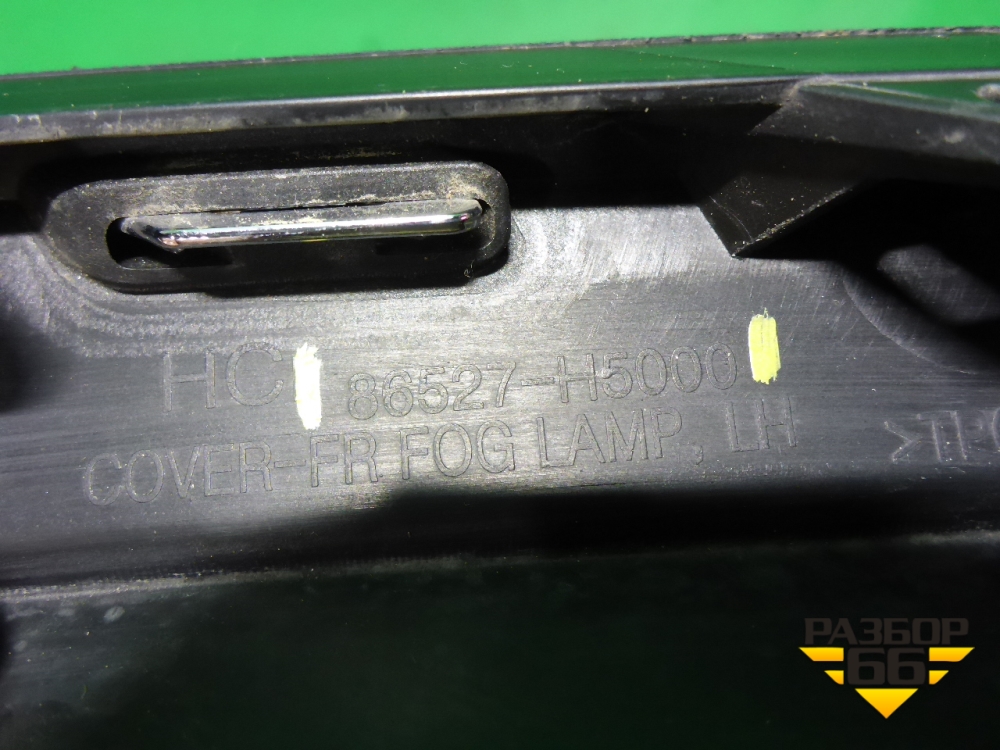 HC 86527-H5000
COVER-FR FOG LAMP, LH
РАЗБОР
66